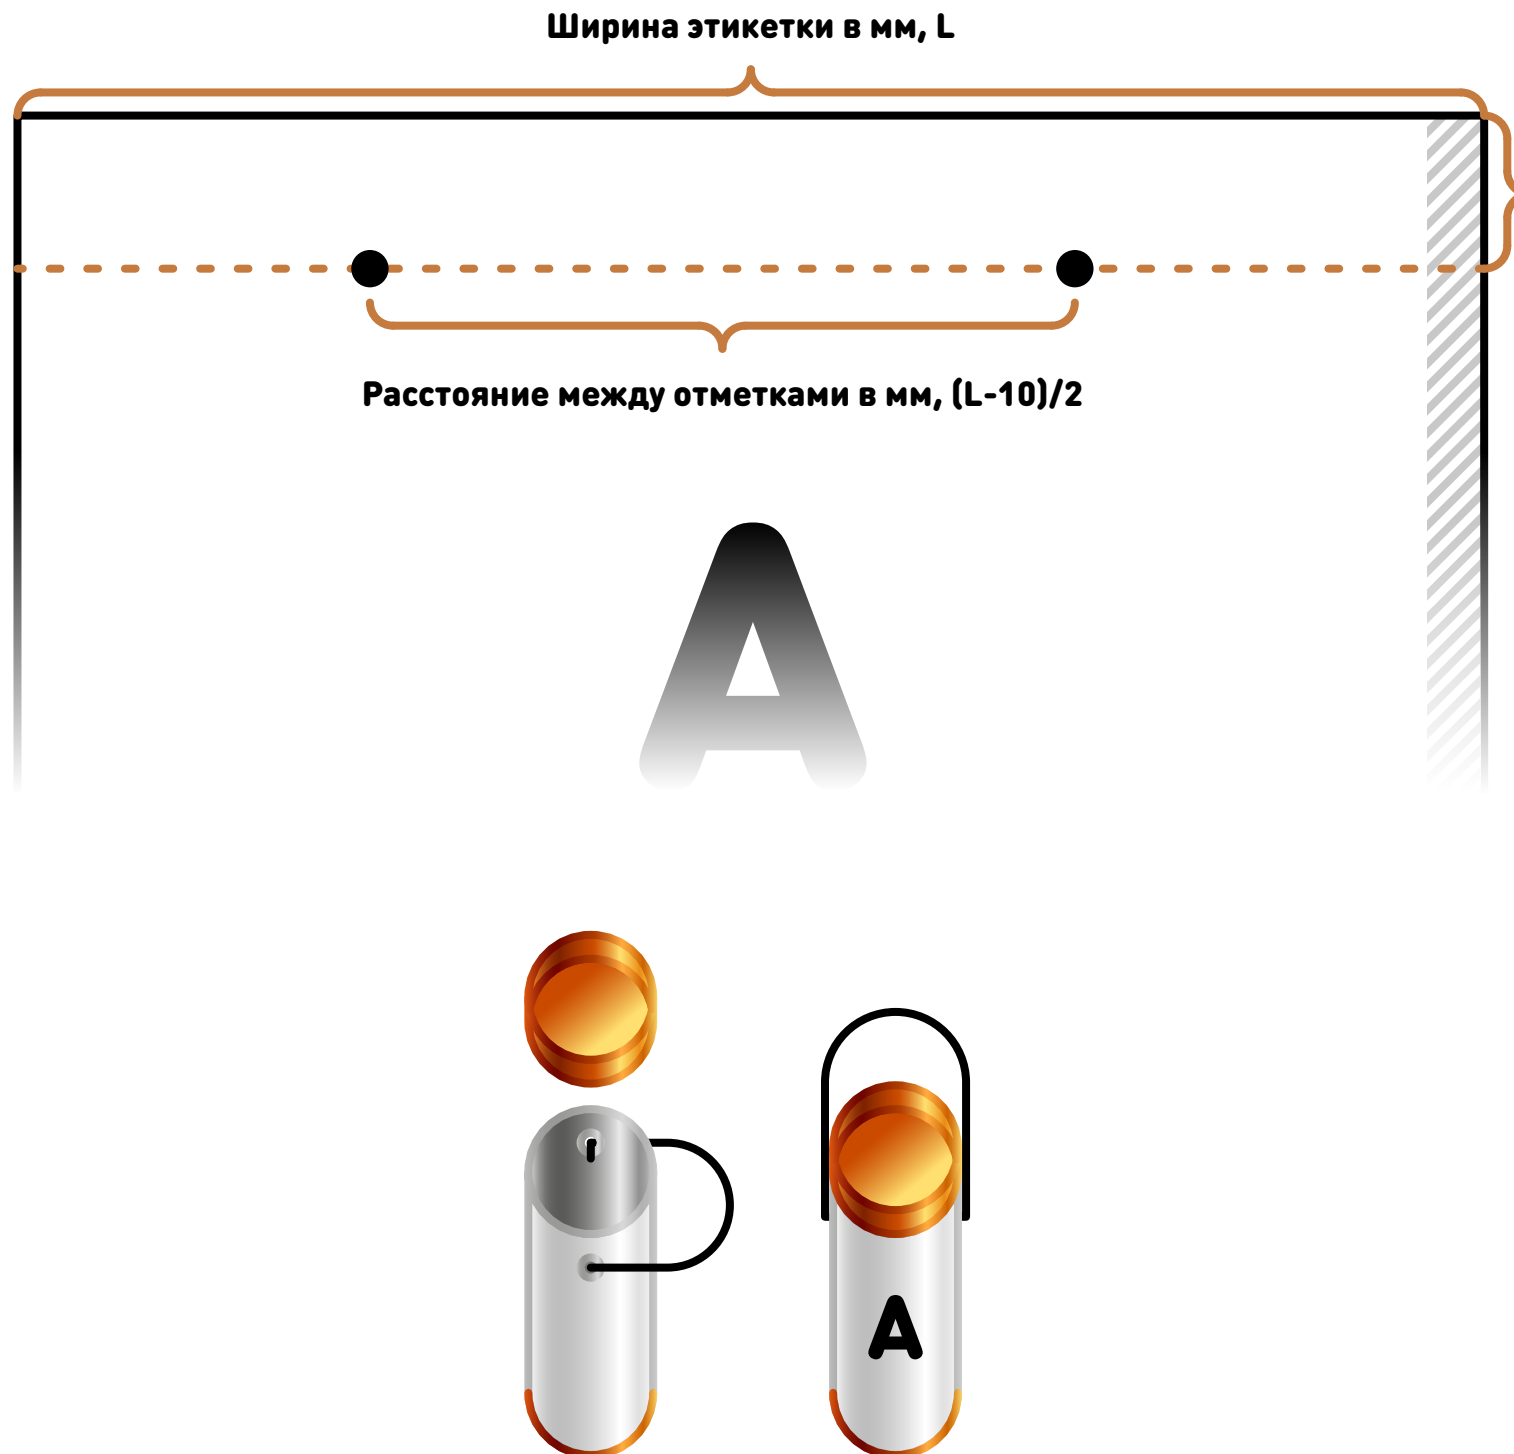 Ширина этикетки в мм, L
Расстояние между отметками в мм, (L-10)/2
А
А